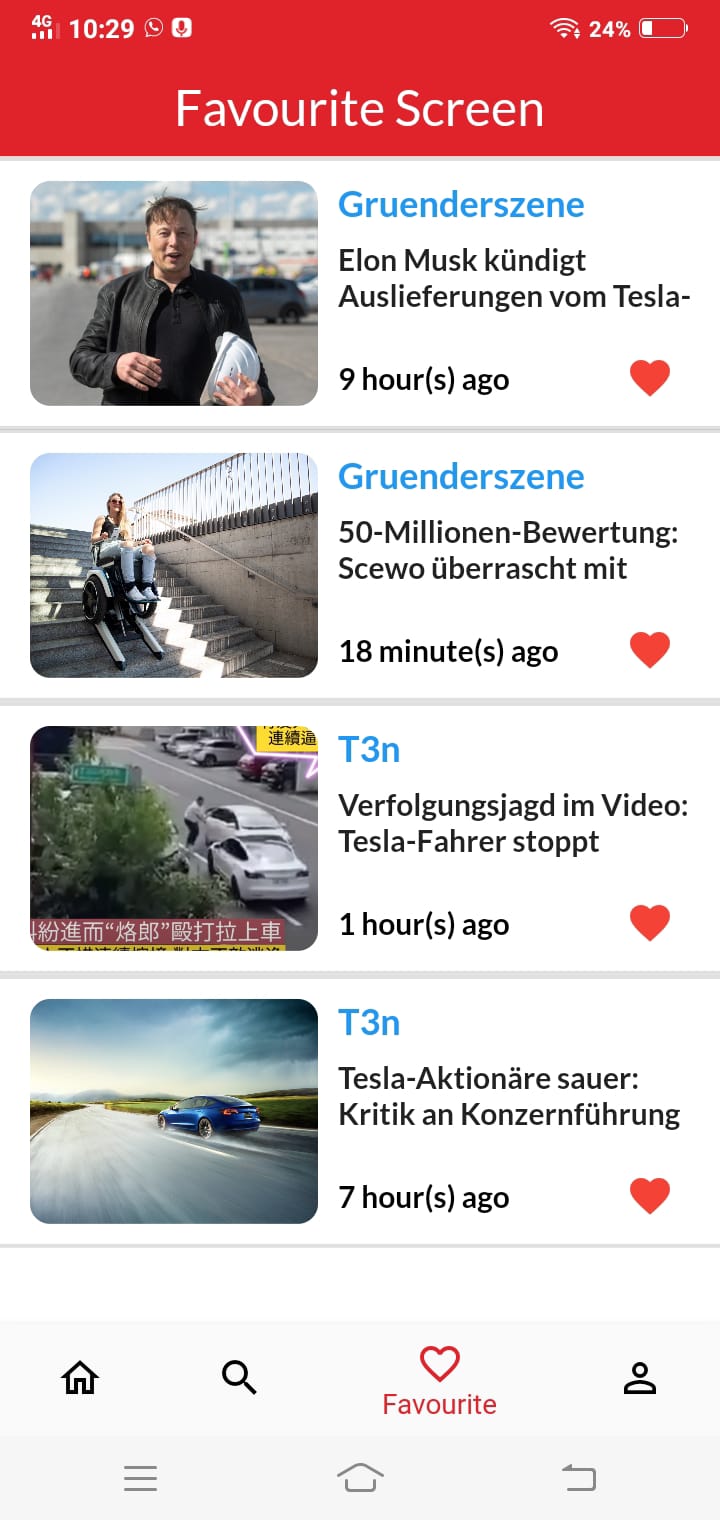 4G 10:29 24%
Favourite Screen
Gruenderszene
Elon Musk kündigt
Auslieferungen vom Tesla-
9 hour(s) ago
Gruenderszene
50-Millionen-Bewertung:
Scewo überrascht mit
18 minute(s) ago
連續逼
T3n
Verfolgungsjagd im Video:
Tesla-Fahrer stoppt
糾紛進而“烙郎”毆打拉上車
1 hour(s) ago
T3n
Tesla-Aktionäre sauer:
Kritik an Konzernführung
7 hour(s) ago
Favourite